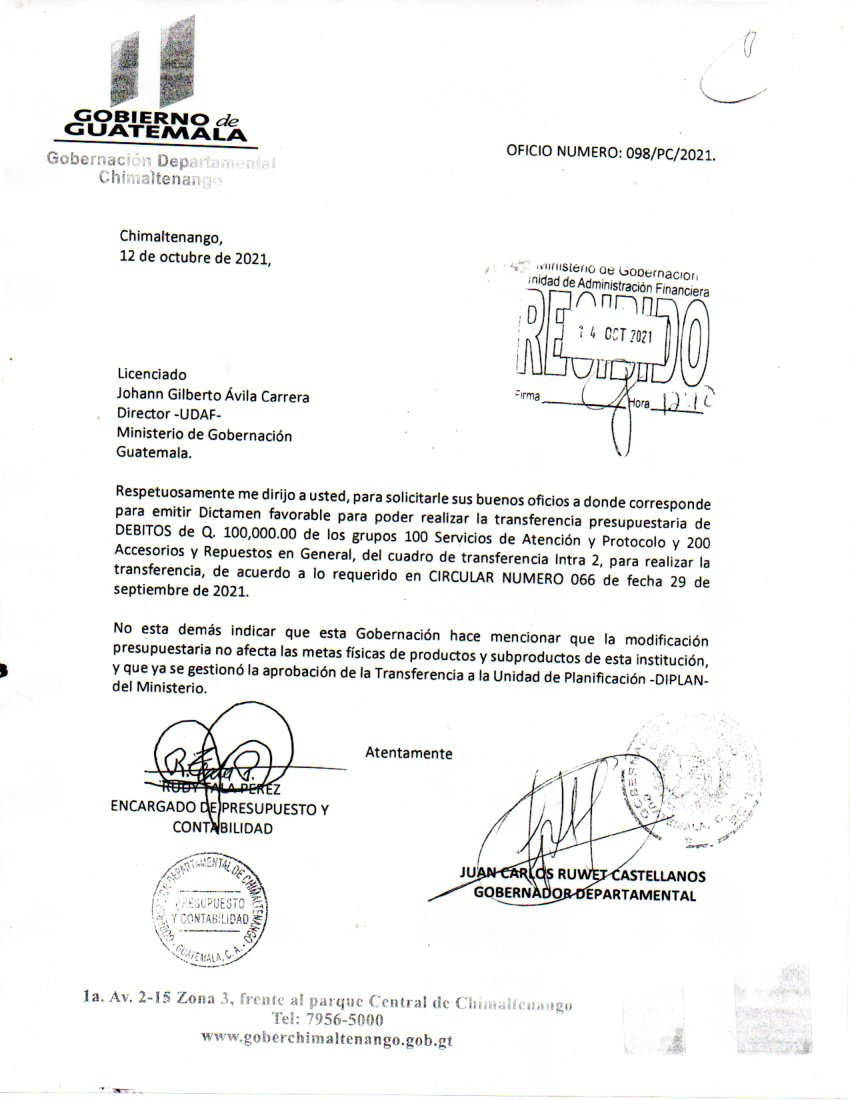 GOBIERNO de
GUATEMALA
Gobernación Departamental
Chimaltenango
OFICIO NUMERO: 098/PC/2021.
Chimaltenango,
12 de octubre de 2021,
Ministerio de Gobernación
Unidad de Administración Financiera
RECIBIDO
14 OCT 2021
Firma Hora
Licenciado
Johann Gilberto Ávila Carrera
Director -UDAF-
Ministerio de Gobernación
Guatemala.
Respetuosamente me dirijo a usted, para solicitarle sus buenos oficios a donde corresponde
para emitir Dictamen favorable para poder realizar la transferencia presupuestaria de
DEBITOS de Q. 100,000.00 de los grupos 100 Servicios de Atención y Protocolo y 200
Accesorios y Repuestos en General, del cuadro de transferencia Intra 2, para realizar la
transferencia, de acuerdo a lo requerido en CIRCULAR NUMERO 066 de fecha 29 de
septiembre de 2021.
No esta demás indicar que esta Gobernación hace mencionar que la modificación
presupuestaria no afecta las metas físicas de productos y subproductos de esta institución,
y que ya se gestionó la aprobación de la Transferencia a la Unidad de Planificación -DIPLAN-
del Ministerio.
Atentamente
RUDY TALA PEREZ
ENCARGADO DE PRESUPUESTO Y
CONTABILIDAD
GOBERNACIÓN DEPARTAMENTAL DE CHIMALTENANGO
PRESUPUESTO
Y CONTABILIDAD
- GUATEMALA, C. A. -
JUAN CARLOS RUWET CASTELLANOS
GOBERNADOR DEPARTAMENTAL
GUATEMALA, C. A.
1a. Av. 2-15 Zona 3, frente al parque Central de Chimaltenango
Tel: 7956-5000
www.goberchimaltenango.gob.gt